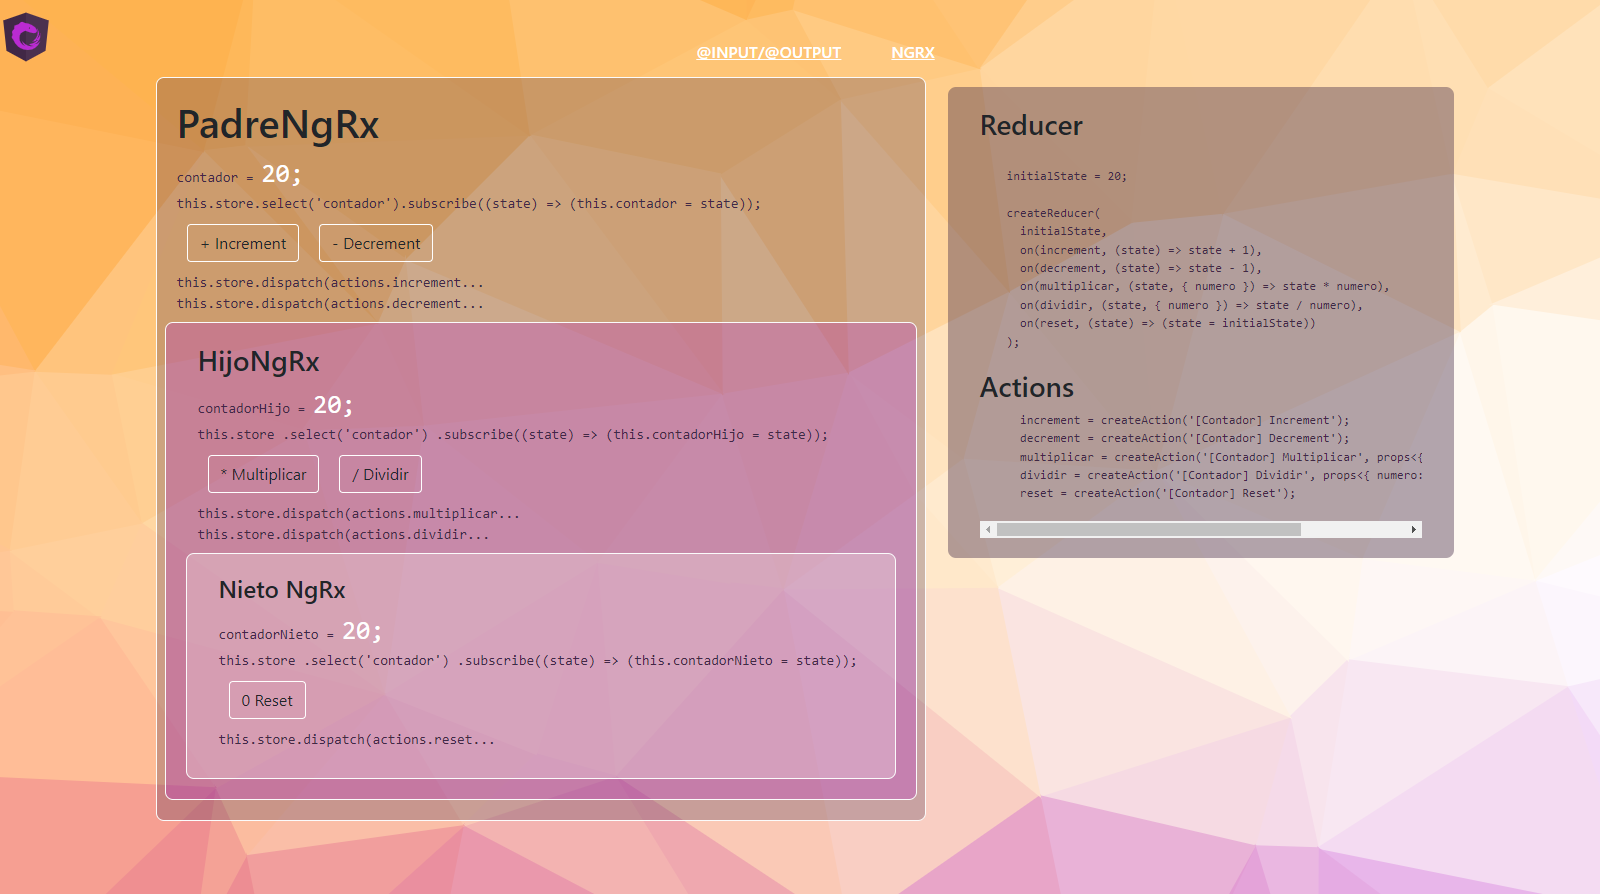 @INPUT/@OUTPUT NGRX
PadreNgRx
contador = 20;
this.store.select('contador').subscribe((state) => (this.contador = state));
+ Increment - Decrement
this.store.dispatch(actions.increment...
this.store.dispatch(actions.decrement...
HijoNgRx
contadorHijo = 20;
this.store .select('contador') .subscribe((state) => (this.contadorHijo = state));
* Multiplicar / Dividir
this.store.dispatch(actions.multiplicar...
this.store.dispatch(actions.dividir...
Nieto NgRx
contadorNieto = 20;
this.store .select('contador') .subscribe((state) => (this.contadorNieto = state));
0 Reset
this.store.dispatch(actions.reset...
Reducer
initialState = 20;
createReducer(
initialState,
on(increment, (state) => state + 1),
on(decrement, (state) => state - 1),
on(multiplicar, (state, { numero }) => state * numero),
on(dividir, (state, { numero }) => state / numero),
on(reset, (state) => (state = initialState))
);
Actions
increment = createAction('[Contador] Increment');
decrement = createAction('[Contador] Decrement');
multiplicar = createAction('[Contador] Multiplicar', props<{
dividir = createAction('[Contador] Dividir', props<{ numero:
reset = createAction('[Contador] Reset');